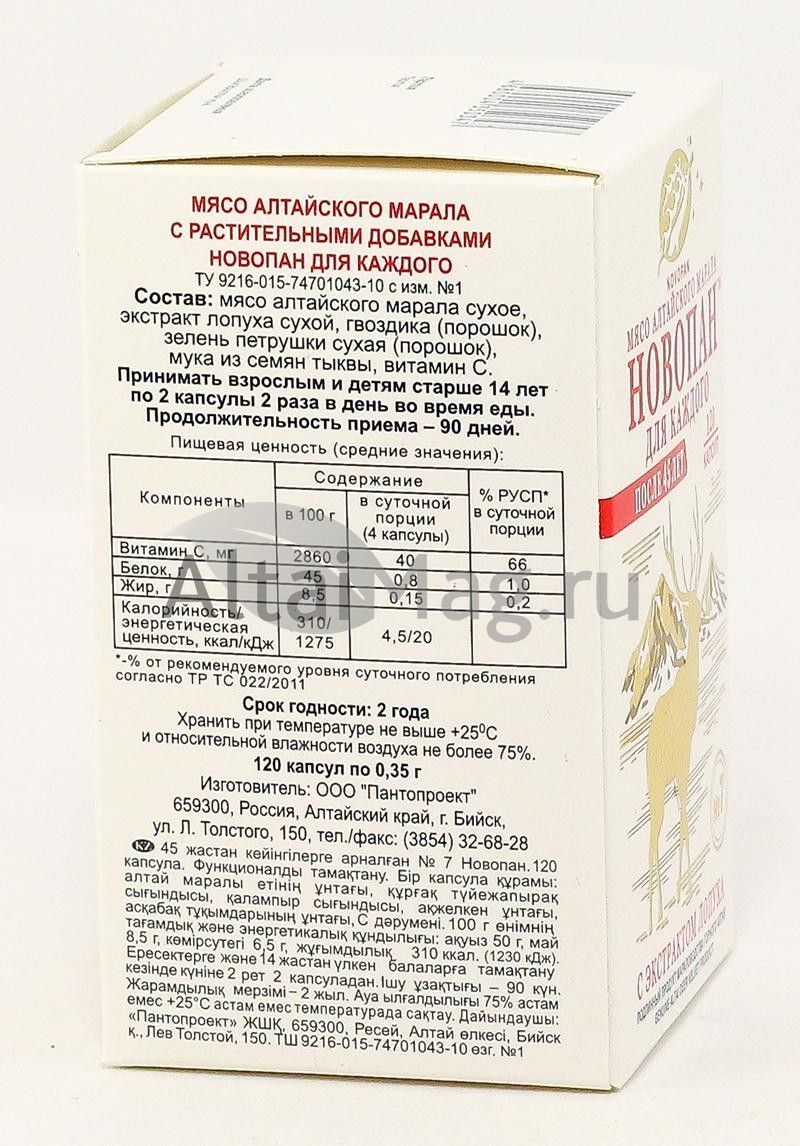 МЯСО АЛТАЙСКОГО МАРАЛА
С РАСТИТЕЛЬНЫМИ ДОБАВКАМИ
НОВОПАН ДЛЯ КАЖДОГО
ТУ 9216-015-74701043-10 с изм. №1
Состав: мясо алтайского марала сухое,
экстракт лопуха сухой, гвоздика (порошок),
зелень петрушки сухая (порошок),
мука из семян тыквы, витамин С.
Принимать взрослым и детям старше 14 лет
по 2 капсулы 2 раза в день во время еды.
Продолжительность приема – 90 дней.
Пищевая ценность (средние значения):
Компоненты
Содержание
% РУСП*
в суточной
порции
в 100 г
в суточной
порции
(4 капсулы)
Витамин С, мг 2860 40 66
Белок, г 45 0,8 1,0
Жир, г 8,5 0,15 0,2
Калорийность/
энергетическая
ценность, ккал/кДж
310/
1275
4,5/20
*-% от рекомендуемого уровня суточного потребления
согласно ТР ТС 022/2011
Срок годности: 2 года
Хранить при температуре не выше +25⁰С
и относительной влажности воздуха не более 75%.
120 капсул по 0,35 г
Изготовитель: ООО "Пантопроект"
659300, Россия, Алтайский край, г. Бийск,
ул. Л. Толстого, 150, тел./факс: (3854) 32-68-28
KZ 45 жастан кейінгілерге арналған № 7 Новопан.120
капсула. Функционалды тамақтану. Бір капсула құрамы:
алтай маралы етінің ұнтағы, құрғақ түйежапырақ
сығындысы, қалампыр сығындысы, ақжелкен ұнтағы,
асқабақ тұқымдарының ұнтағы, С дәрумені. 100 г өнімнің
тағамдық және энергетикалық құндылығы: ақуыз 50 г, май
8,5 г, көмірсутегі 6,5 г, жұғымдылық 310 ккал. (1230 кДж).
Ересектерге және 14 жастан үлкен балаларға тамақтану
кезінде күніне 2 рет 2 капсуладан. Ішу ұзақтығы – 90 күн.
Жарамдылық мерзімі – 2 жыл. Ауа ылғалдылығы 75% астам
емес +25°С астам емес температурада сақтау. Дайындаушы:
«Пантопроект» ЖШҚ, 659300, Ресей, Алтай өлкесі, Бийск
қ., Лев Толстой, 150. ТШ 9216-015-74701043-10 өзг. №1
NOVOPAN
МЯСО АЛТАЙСКОГО МАРАЛА
НОВОПАН
ДЛЯ КАЖДОГО
120
КАПСУЛ
ПОСЛЕ 45 ЛЕТ
С ЭКСТРАКТОМ ЛОПУХА
AltaiMag.ru